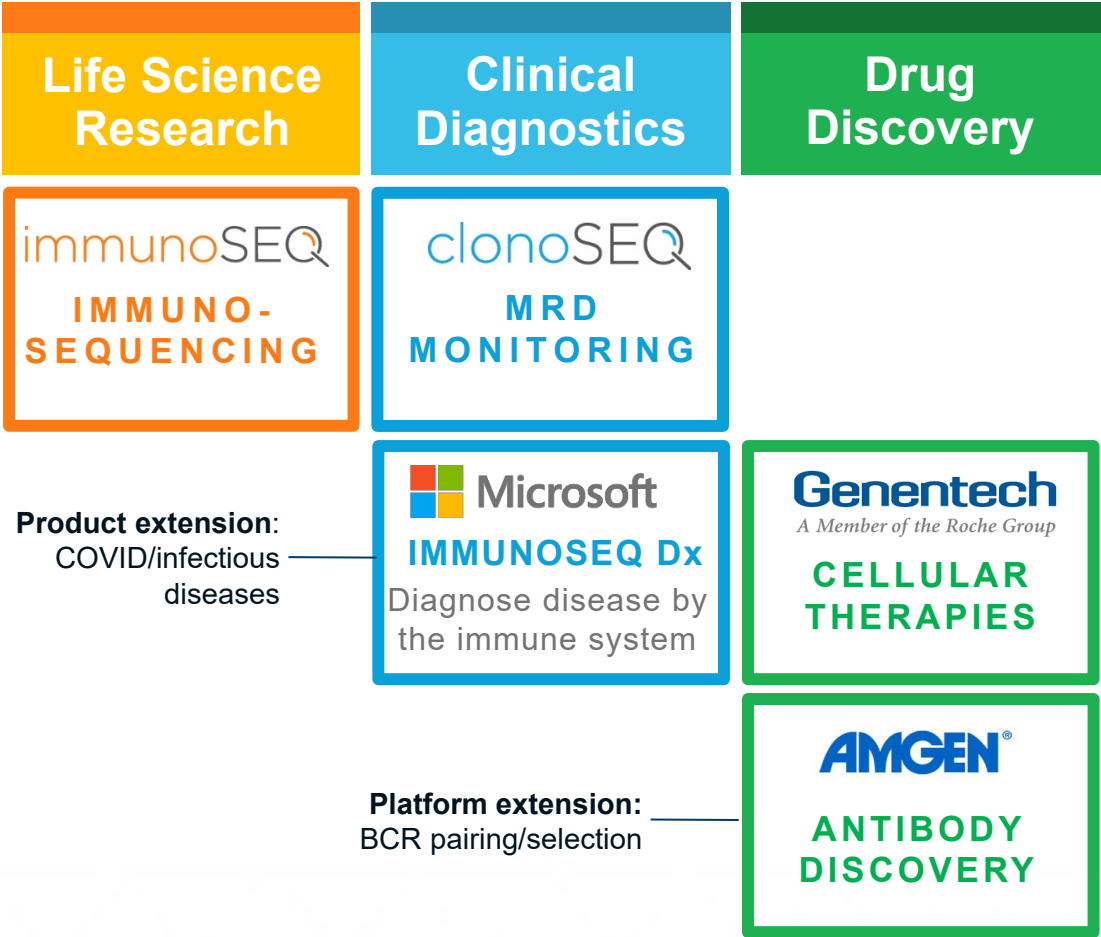 Life Science
Research
Clinical
Diagnostics
Drug
Discovery
immunoSEQ
IMMUNO-
SEQUENCING
clonoSEQ
MRD
MONITORING
Product extension:
COVID/infectious
diseases
Microsoft
IMMUNOSEQ Dx
Diagnose disease by
the immune system
Genentech
A Member of the Roche Group
CELLULAR
THERAPIES
Platform extension:
BCR pairing/selection
AMGEN®
ANTIBODY
DISCOVERY